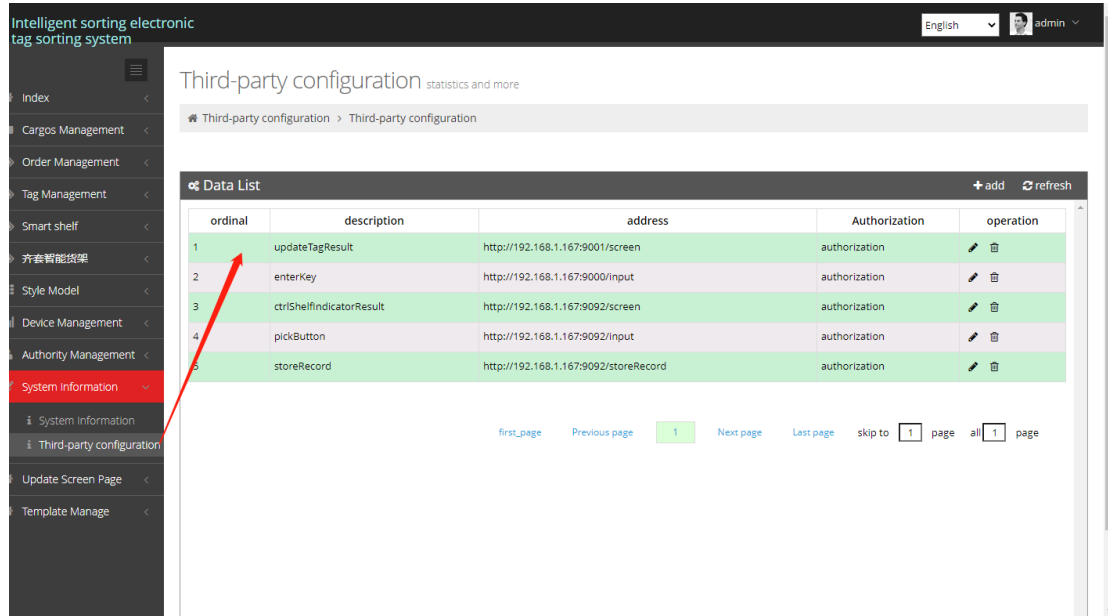 Intelligent sorting electronic
tag sorting system
English
admin
Index
Cargos Management
Order Management
Tag Management
Smart shelf
齐套智能货架
Style Model
Device Management
Authority Management
System Information
System Information
Third-party configuration
Update Screen Page
Template Manage
Third-party configuration statistics and more
Third-party configuration > Third-party configuration
Data List
add refresh
ordinal description address Authorization operation
1 updateTagResult http://192.168.1.167:9001/screen authorization
2 enterKey http://192.168.1.167:9000/input authorization
3 ctrlShelfIndicatorResult http://192.168.1.167:9092/screen authorization
4 pickButton http://192.168.1.167:9092/input authorization
5 storeRecord http://192.168.1.167:9092/storeRecord authorization
first_page Previous page 1 Next page Last page skip to 1 page all 1 page